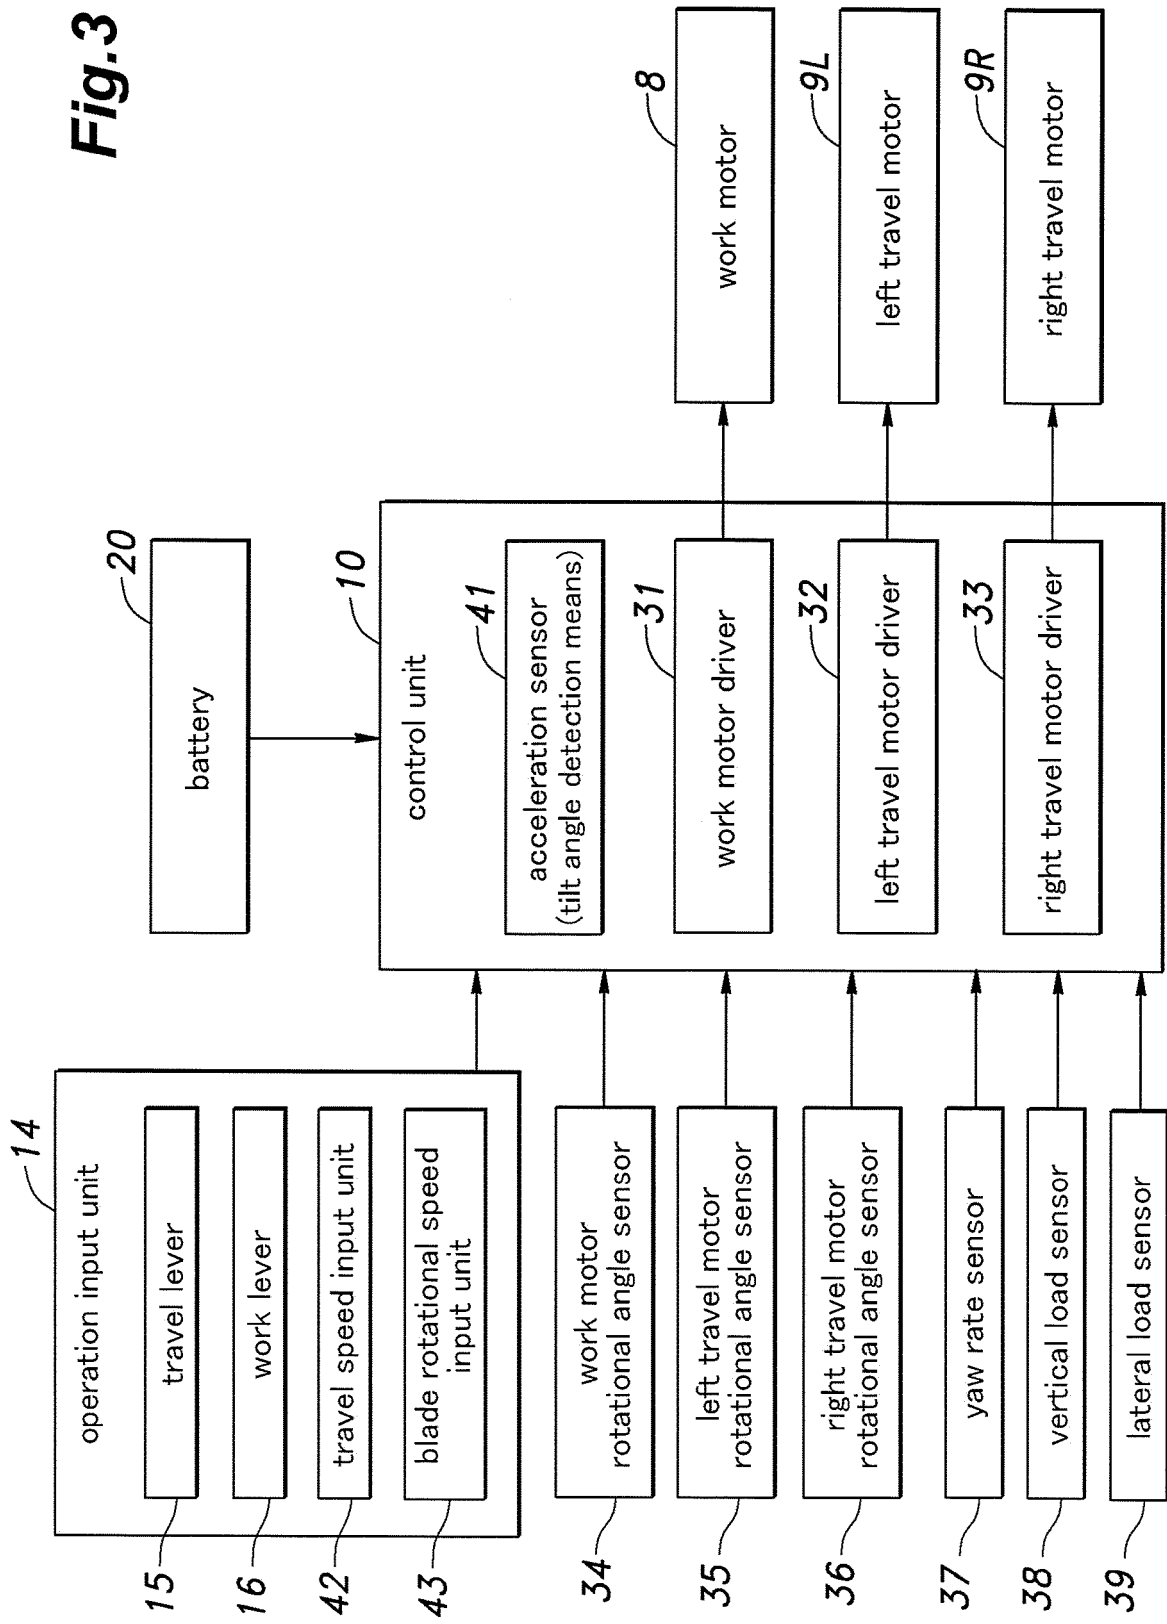 Fig.3
14
operation input unit
15
travel lever
16
work lever
42
travel speed input unit
43
blade rotational speed
input unit
34
work motor
rotational angle sensor
35
left travel motor
rotational angle sensor
36
right travel motor
rotational angle sensor
37
yaw rate sensor
38
vertical load sensor
39
lateral load sensor
20
battery
10
control unit
41
acceleration sensor
(tilt angle detection means)
31
work motor driver
32
left travel motor driver
33
right travel motor driver
8
work motor
9L
left travel motor
9R
right travel motor